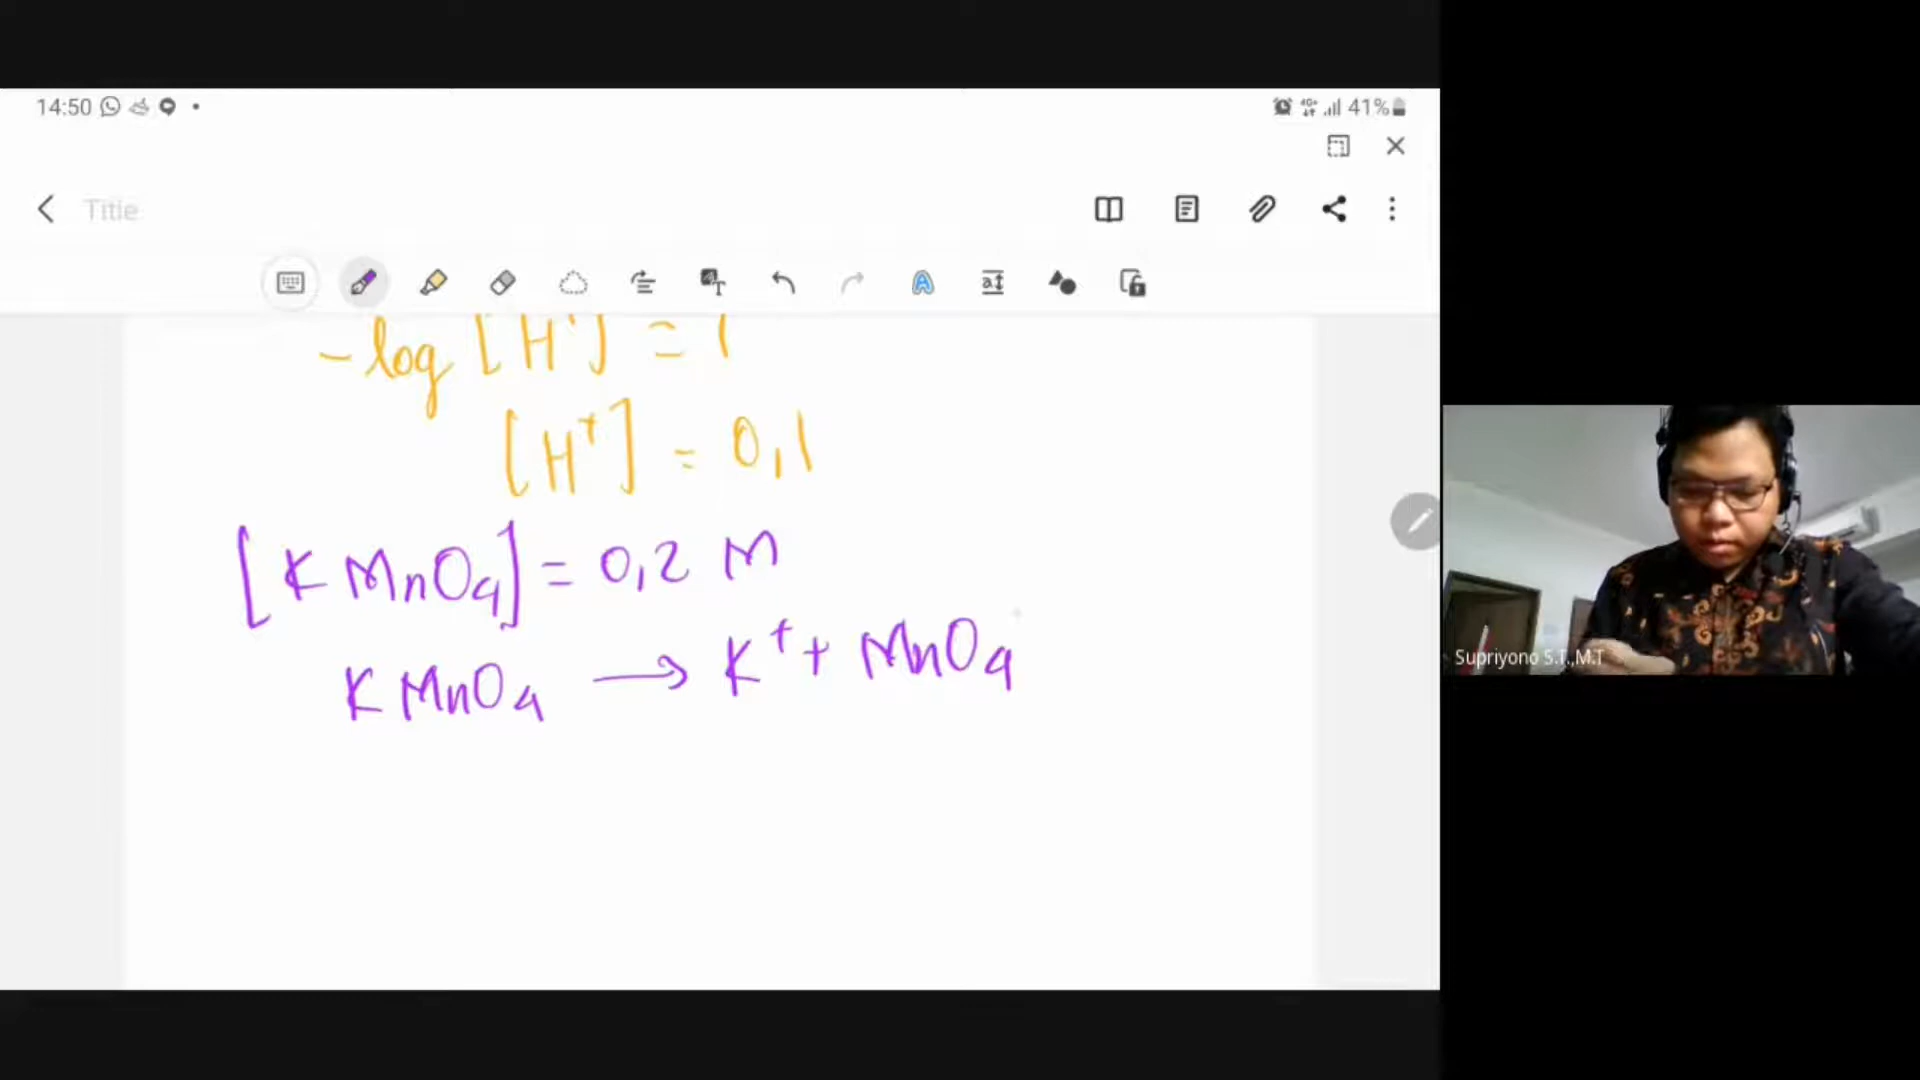 14:50 41%
Title
-log [H⁺] = 1
[H⁺] = 0,1
[KMnO₄] = 0,2 M
KMnO₄ → K⁺ + MnO₄
Supriyono S.T.,M.T